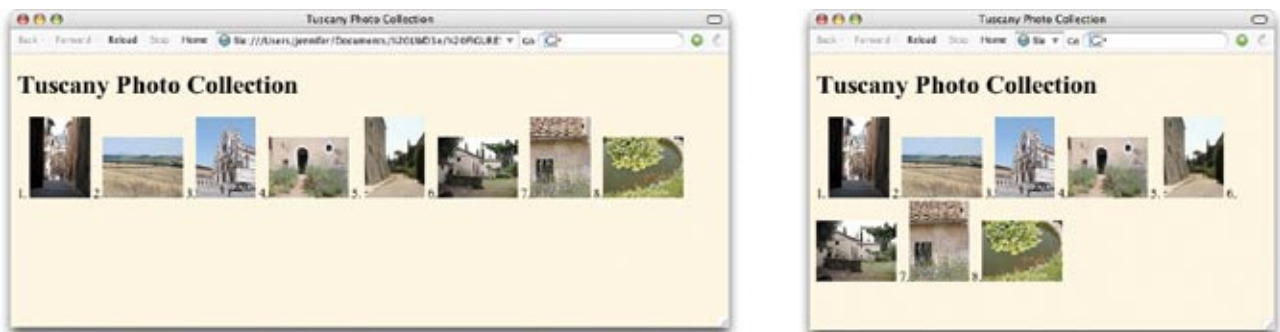 Tuscany Photo Collection
Back Forward Reload Stop Home
Tuscany Photo Collection
1. 2. 3. 4. 5. 6. 7. 8.
Tuscany Photo Collection
Back Forward Reload Stop Home file Go
Tuscany Photo Collection
1. 2. 3. 4. 5. 6.
7. 8.